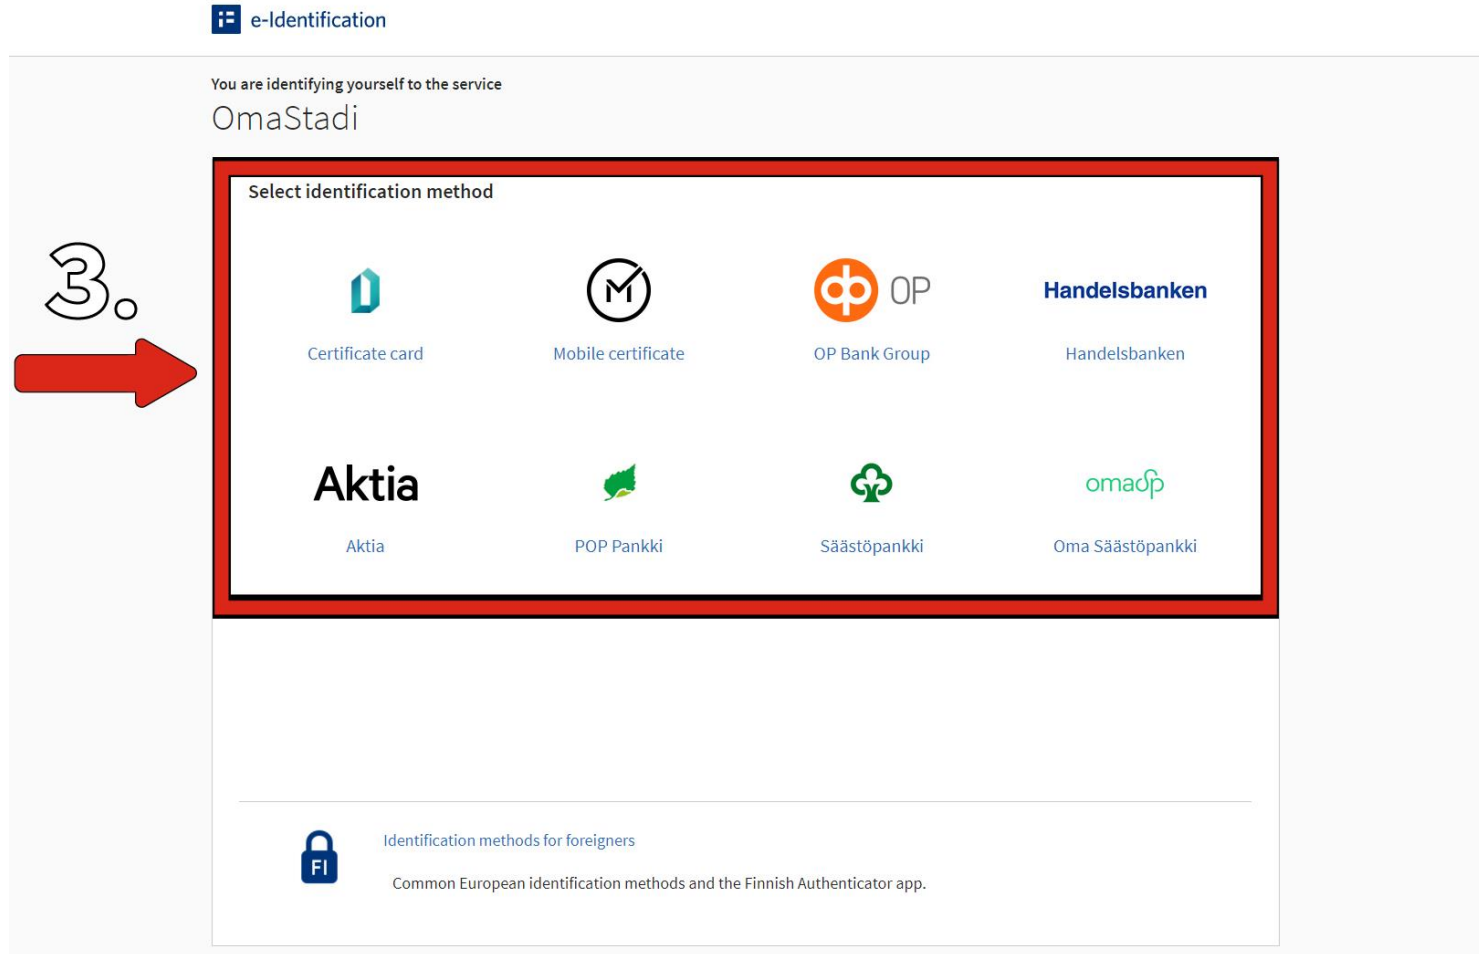 e-Identification
You are identifying yourself to the service
OmaStadi
Select identification method
3.
OP
Handelsbanken
Certificate card
Mobile certificate
OP Bank Group
Handelsbanken
Aktia
omasp
Aktia
POP Pankki
Säästöpankki
Oma Säästöpankki
Identification methods for foreigners
FI
Common European identification methods and the Finnish Authenticator app.